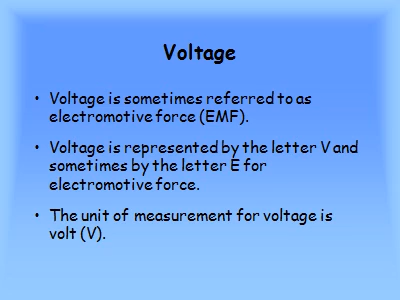 Voltage
• Voltage is sometimes referred to as
electromotive force (EMF).
• Voltage is represented by the letter V and
sometimes by the letter E for
electromotive force.
• The unit of measurement for voltage is
volt (V).